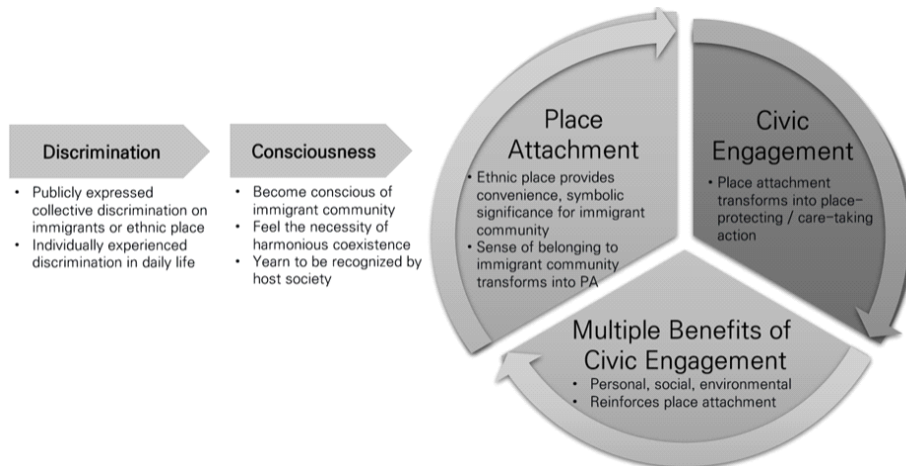 Discrimination
• Publicly expressed
collective discrimination on
immigrants or ethnic place
• Individually experienced
discrimination in daily life
Consciousness
• Become conscious of
immigrant community
• Feel the necessity of
harmonious coexistence
• Yearn to be recognized by
host society
Place
Attachment
• Ethnic place provides
convenience, symbolic
significance for immigrant
community
• Sense of belonging to
immigrant community
transforms into PA
Civic
Engagement
• Place attachment
transforms into place-
protecting / care-taking
action
Multiple Benefits of
Civic Engagement
• Personal, social, environmental
• Reinforces place attachment